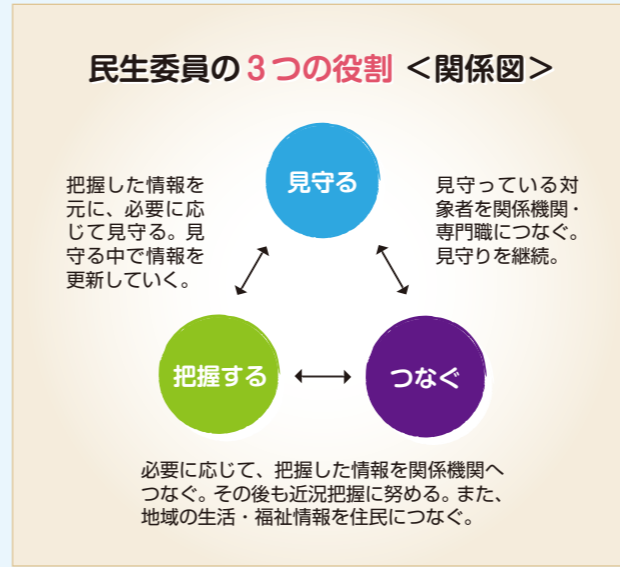 民生委員の3つの役割 <関係図>
見守る
把握した情報を
元に、必要に応
じて見守る。見
守る中で情報を
更新していく。
見守っている対
象者を関係機関・
専門職につなぐ。
見守りを継続。
把握する
つなぐ
必要に応じて、把握した情報を関係機関へ
つなぐ。その後も近況把握に努める。また、
地域の生活・福祉情報を住民につなぐ。